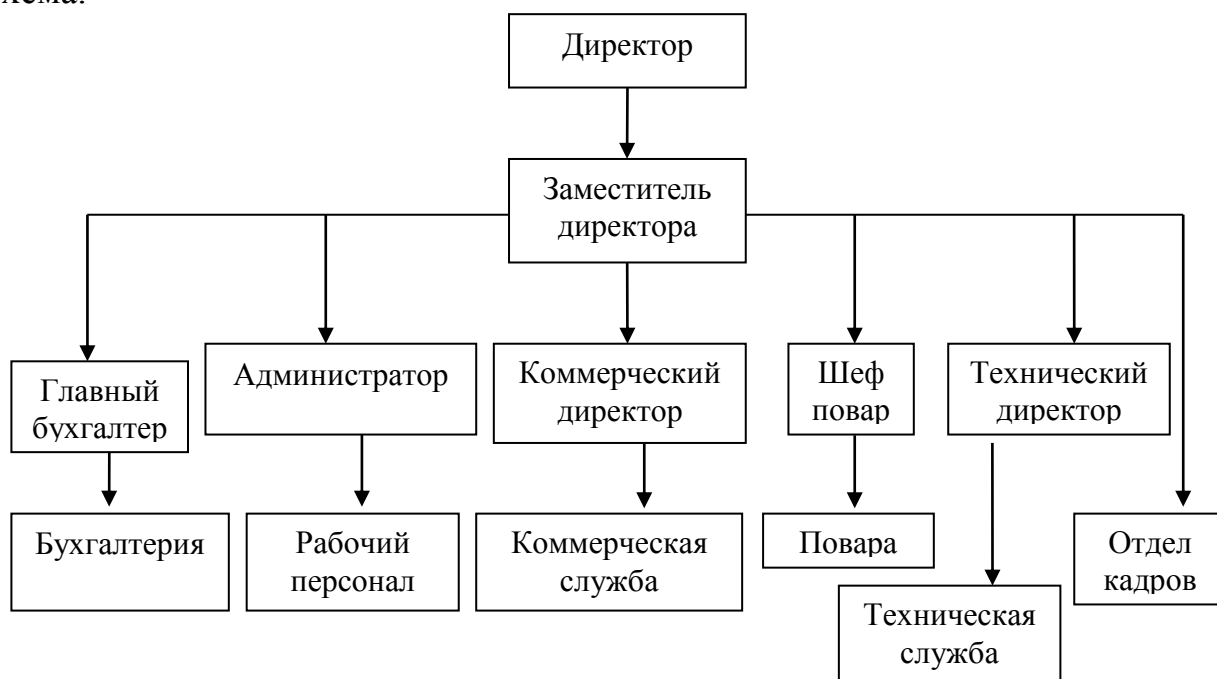 хема:
Директор
Заместитель
директора
Главный
бухгалтер
Администратор
Коммерческий
директор
Шеф
повар
Технический
директор
Бухгалтерия
Рабочий
персонал
Коммерческая
служба
Повара
Техническая
служба
Отдел
кадров